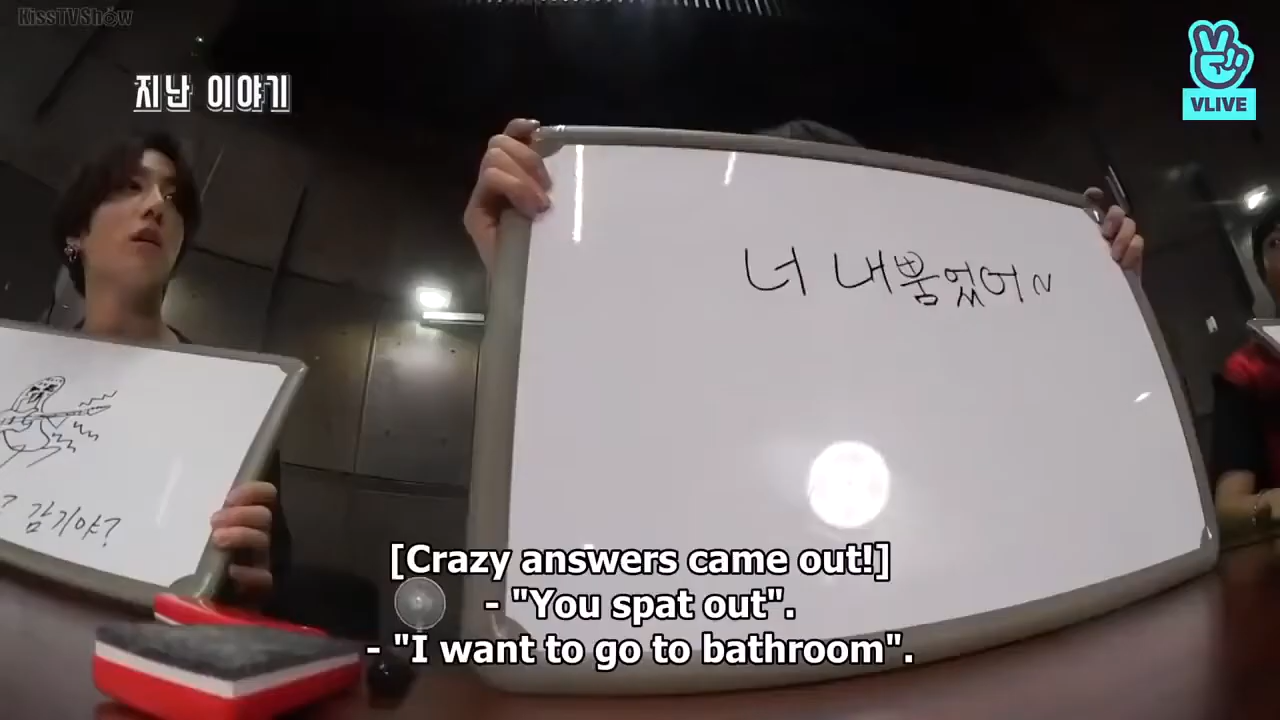 KissTVShow
지난 이야기
VLIVE
너 내뿜었어~
감기야?
[Crazy answers came out!]
- "You spat out".
- "I want to go to bathroom".